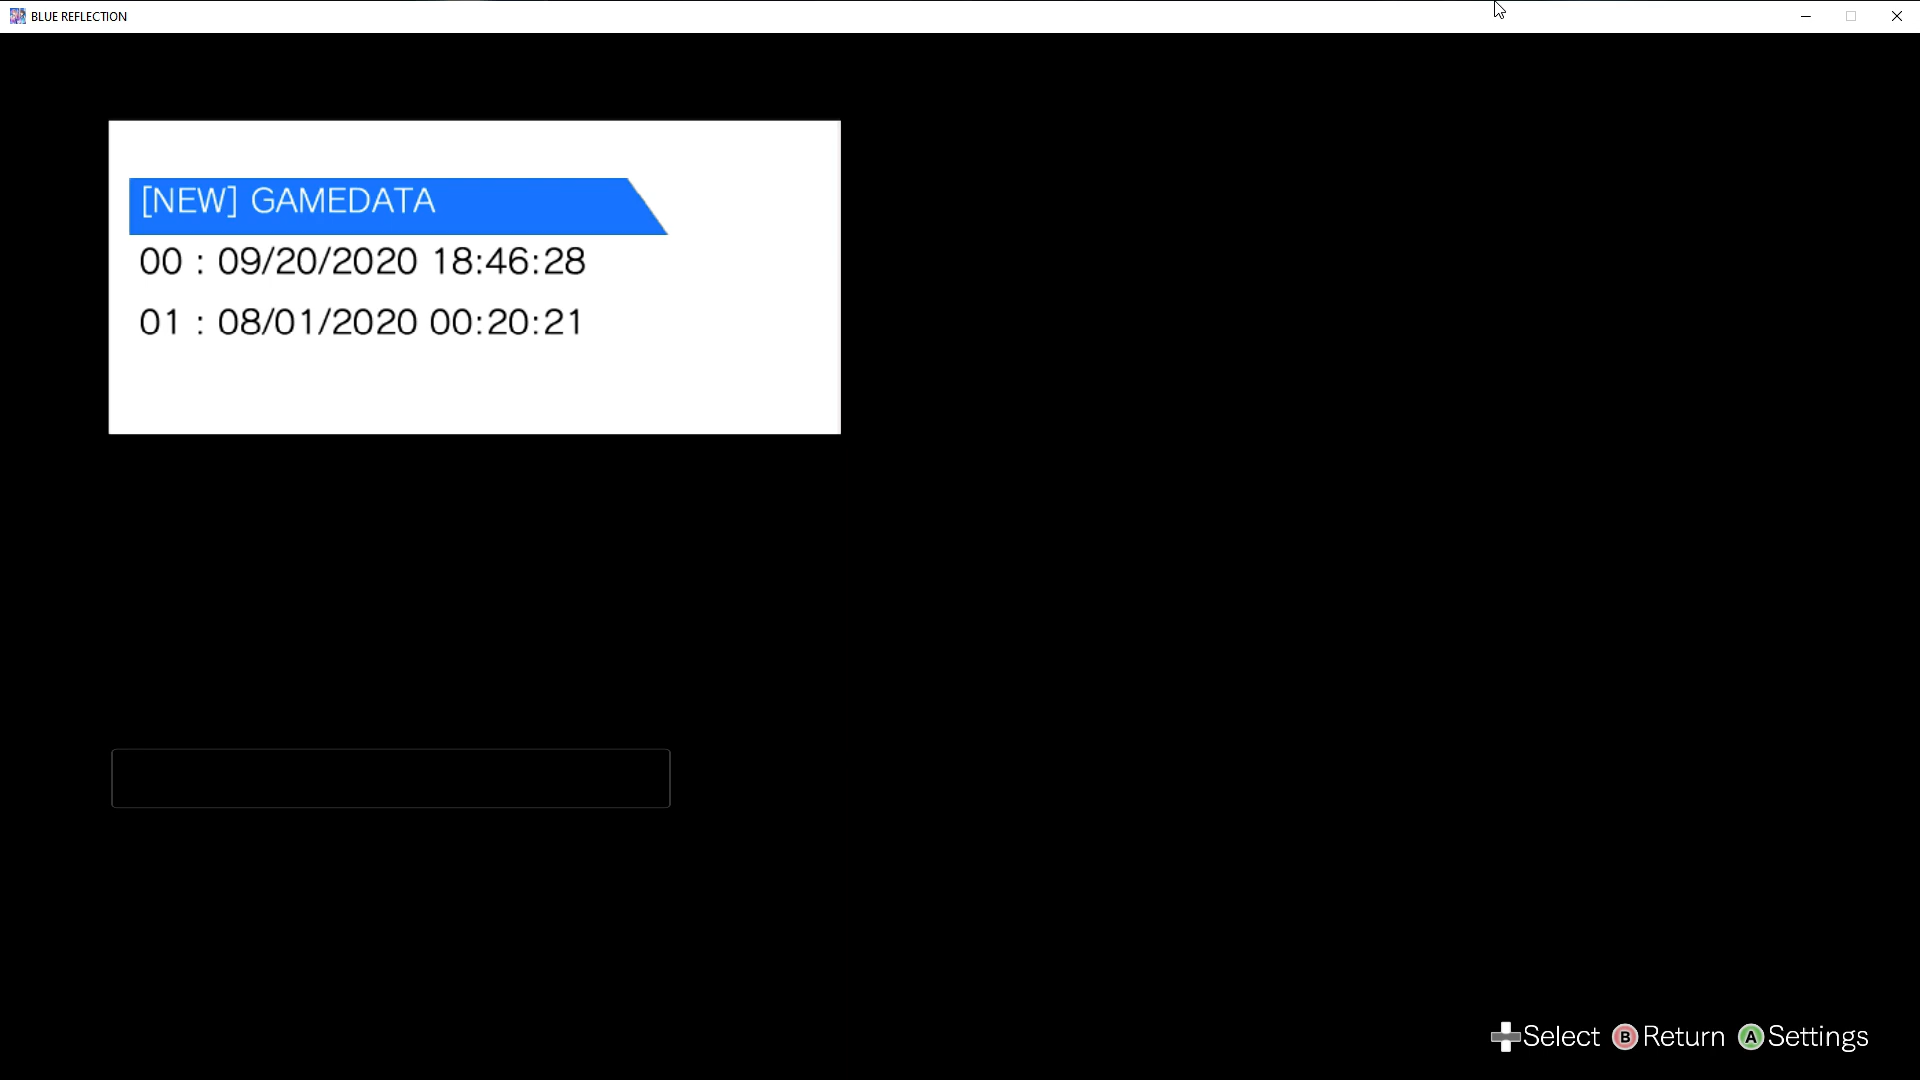 BLUE REFLECTION
[NEW] GAMEDATA
00 : 09/20/2020 18:46:28
01 : 08/01/2020 00:20:21
Select B Return A Settings